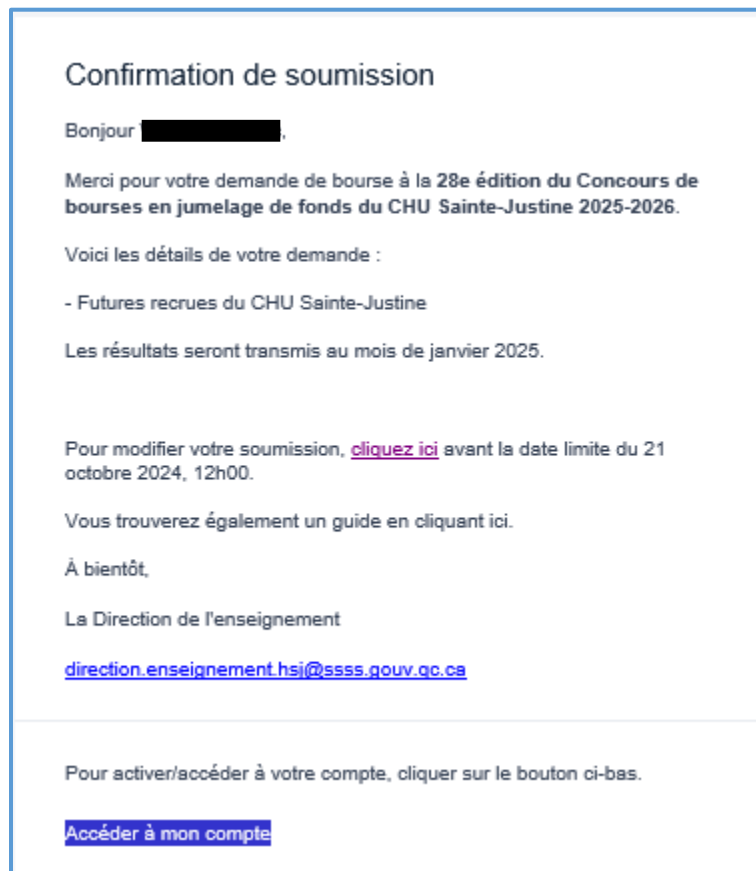 Confirmation de soumission
Bonjour
Merci pour votre demande de bourse à la 28e édition du Concours de
bourses en jumelage de fonds du CHU Sainte-Justine 2025-2026.
Voici les détails de votre demande :
- Futures recrues du CHU Sainte-Justine
Les résultats seront transmis au mois de janvier 2025.
Pour modifier votre soumission, cliquez ici avant la date limite du 21
octobre 2024, 12h00.
Vous trouverez également un guide en cliquant ici.
À bientôt,
La Direction de l'enseignement
direction.enseignement.hsj@ssss.gouv.qc.ca
Pour activer/accéder à votre compte, cliquer sur le bouton ci-bas.
Accéder à mon compte